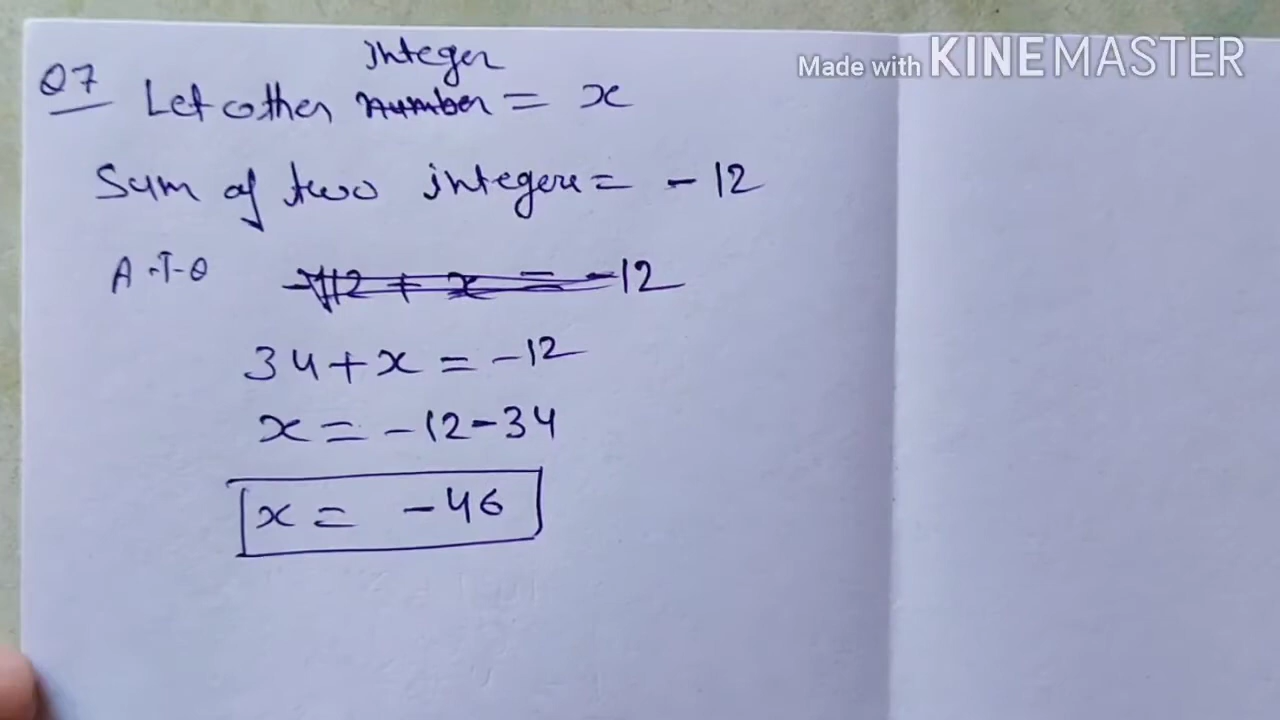 Made with KINEMASTER
Q7 Let other number integer = x
Sum of two integers = -12
A.T.Q -12 + x = -12
34 + x = -12
x = -12 - 34
x = -46